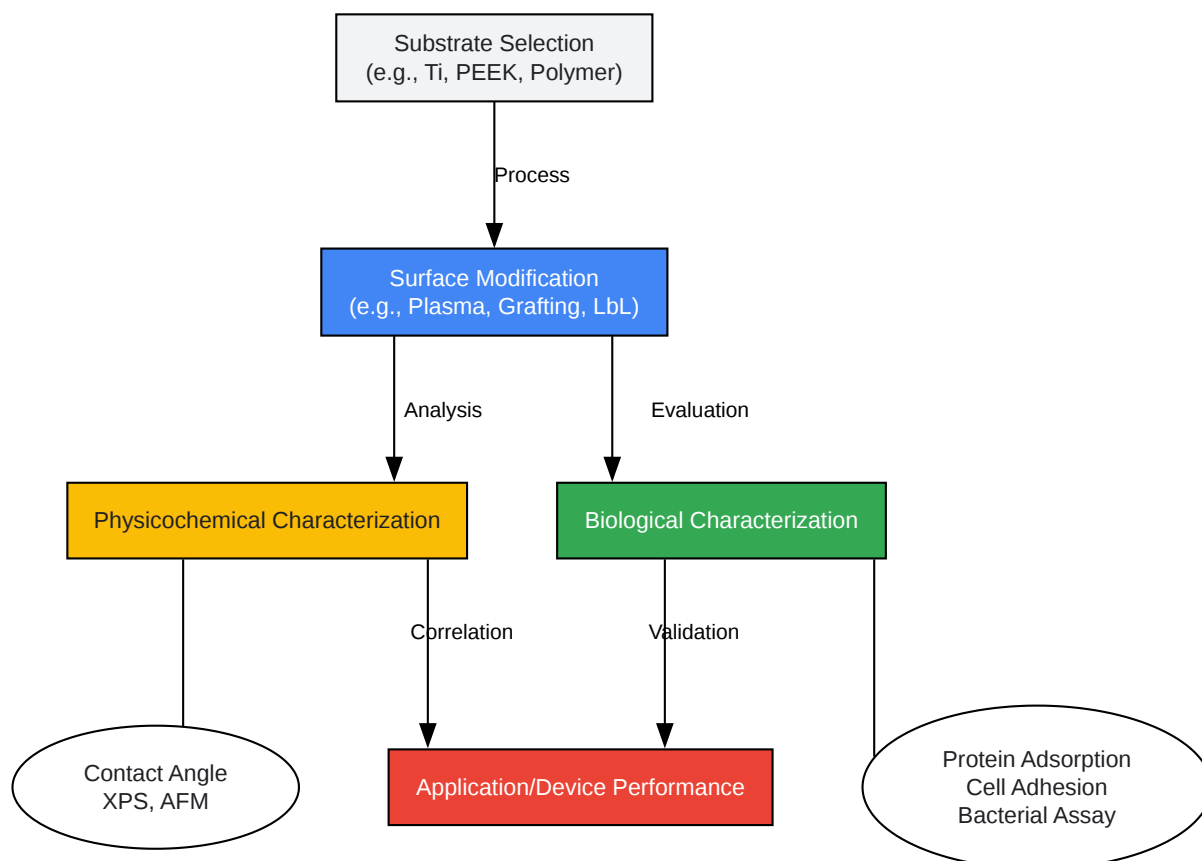 Substrate Selection
(e.g., Ti, PEEK, Polymer)
Process
Surface Modification
(e.g., Plasma, Grafting, LbL)
Analysis
Evaluation
Physicochemical Characterization
Biological Characterization
Correlation
Validation
Contact Angle
XPS, AFM
Application/Device Performance
Protein Adsorption
Cell Adhesion
Bacterial Assay